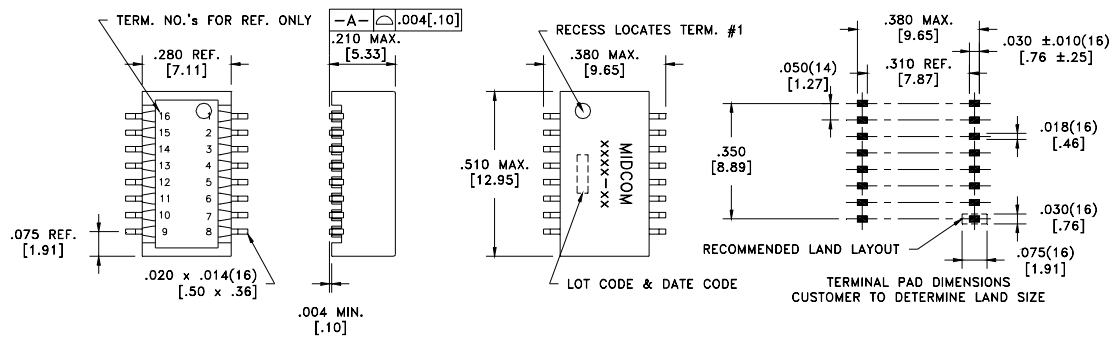 TERM. NO.'s FOR REF. ONLY
.280 REF.
[7.11]
16 1
15 2
14 3
13 4
12 5
11 6
10 7
9 8
.075 REF.
[1.91]
.020 x .014(16)
[.50 x .36]
-A- .004[.10]
.210 MAX.
[5.33]
.004 MIN.
[.10]
RECESS LOCATES TERM. #1
.380 MAX.
[9.65]
.510 MAX.
[12.95]
MIDCOM
xxxx-xx
LOT CODE & DATE CODE
.380 MAX.
[9.65]
.030 ±.010(16)
[.76 ±.25]
.050(14)
[1.27]
.310 REF.
[7.87]
.018(16)
[.46]
.350
[8.89]
.030(16)
[.76]
RECOMMENDED LAND LAYOUT
.075(16)
[1.91]
TERMINAL PAD DIMENSIONS
CUSTOMER TO DETERMINE LAND SIZE